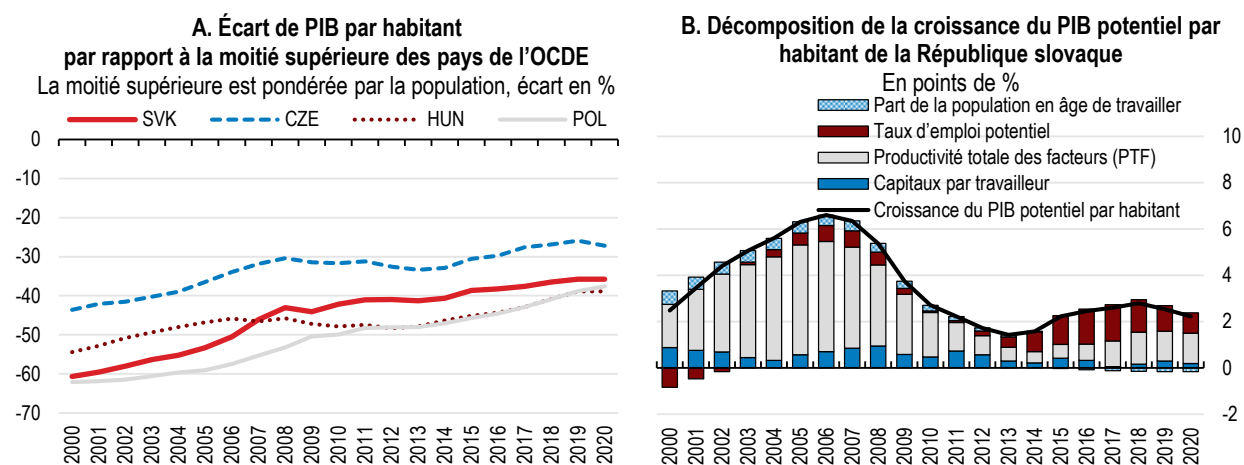 A. Écart de PIB par habitant
par rapport à la moitié supérieure des pays de l’OCDE
La moitié supérieure est pondérée par la population, écart en %
SVK CZE HUN POL
0
-10
-20
-30
-40
-50
-60
-70
2000 2001 2002 2003 2004 2005 2006 2007 2008 2009 2010 2011 2012 2013 2014 2015 2016 2017 2018 2019 2020
B. Décomposition de la croissance du PIB potentiel par
habitant de la République slovaque
En points de %
Part de la population en âge de travailler
Taux d’emploi potentiel
Productivité totale des facteurs (PTF)
Capitaux par travailleur
Croissance du PIB potentiel par habitant
10
8
6
4
2
0
-2
2000 2001 2002 2003 2004 2005 2006 2007 2008 2009 2010 2011 2012 2013 2014 2015 2016 2017 2018 2019 2020